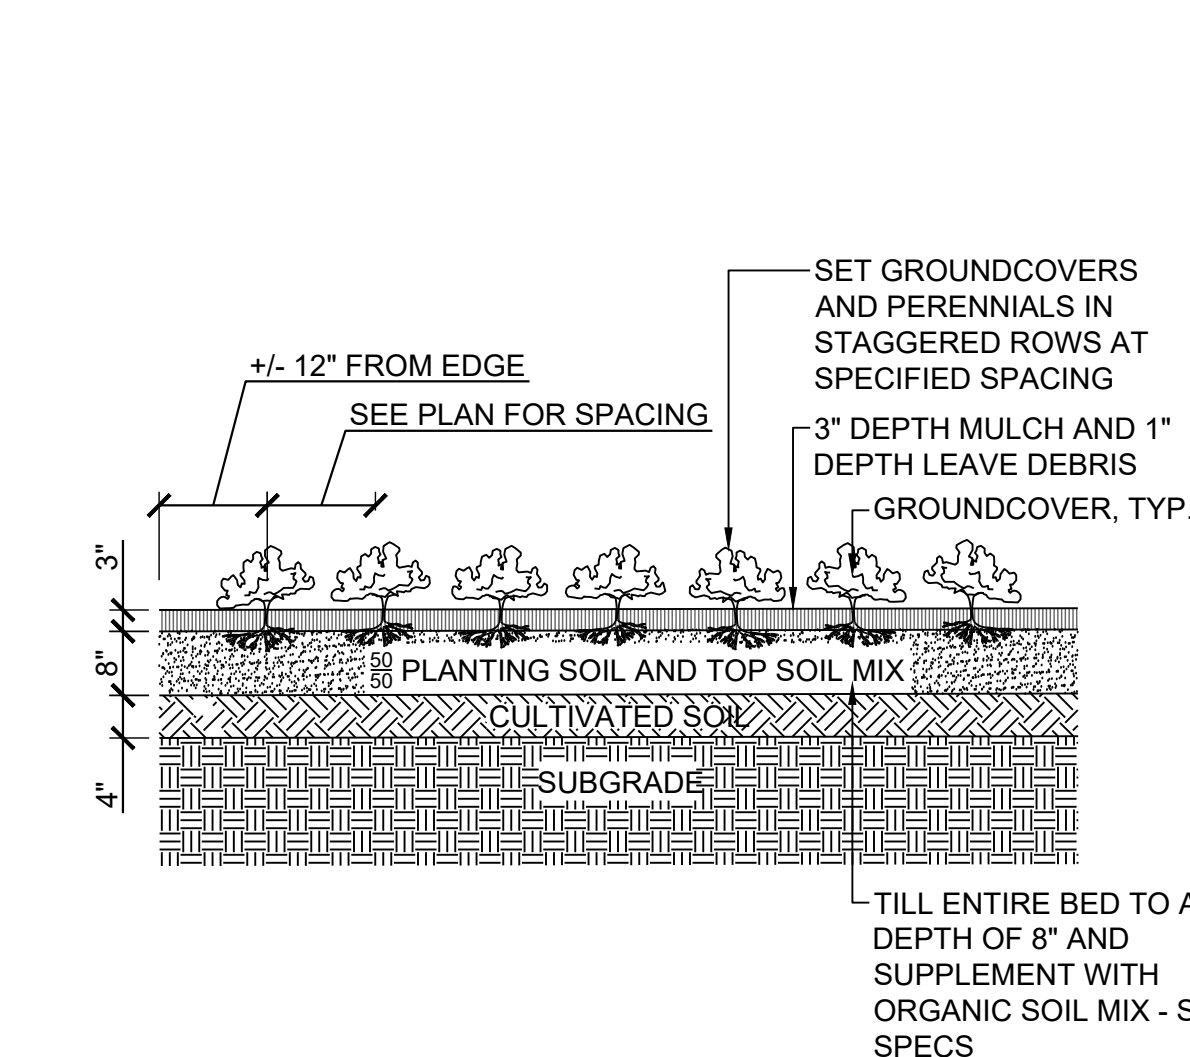 SET GROUNDCOVERS
AND PERENNIALS IN
STAGGERED ROWS AT
SPECIFIED SPACING
+/- 12" FROM EDGE
SEE PLAN FOR SPACING
3" DEPTH MULCH AND 1"
DEPTH LEAVE DEBRIS
GROUNDCOVER, TYP.
3"
8"
4"
50
50 PLANTING SOIL AND TOP SOIL MIX
CULTIVATED SOIL
SUBGRADE
TILL ENTIRE BED TO A
DEPTH OF 8" AND
SUPPLEMENT WITH
ORGANIC SOIL MIX -
SPECS